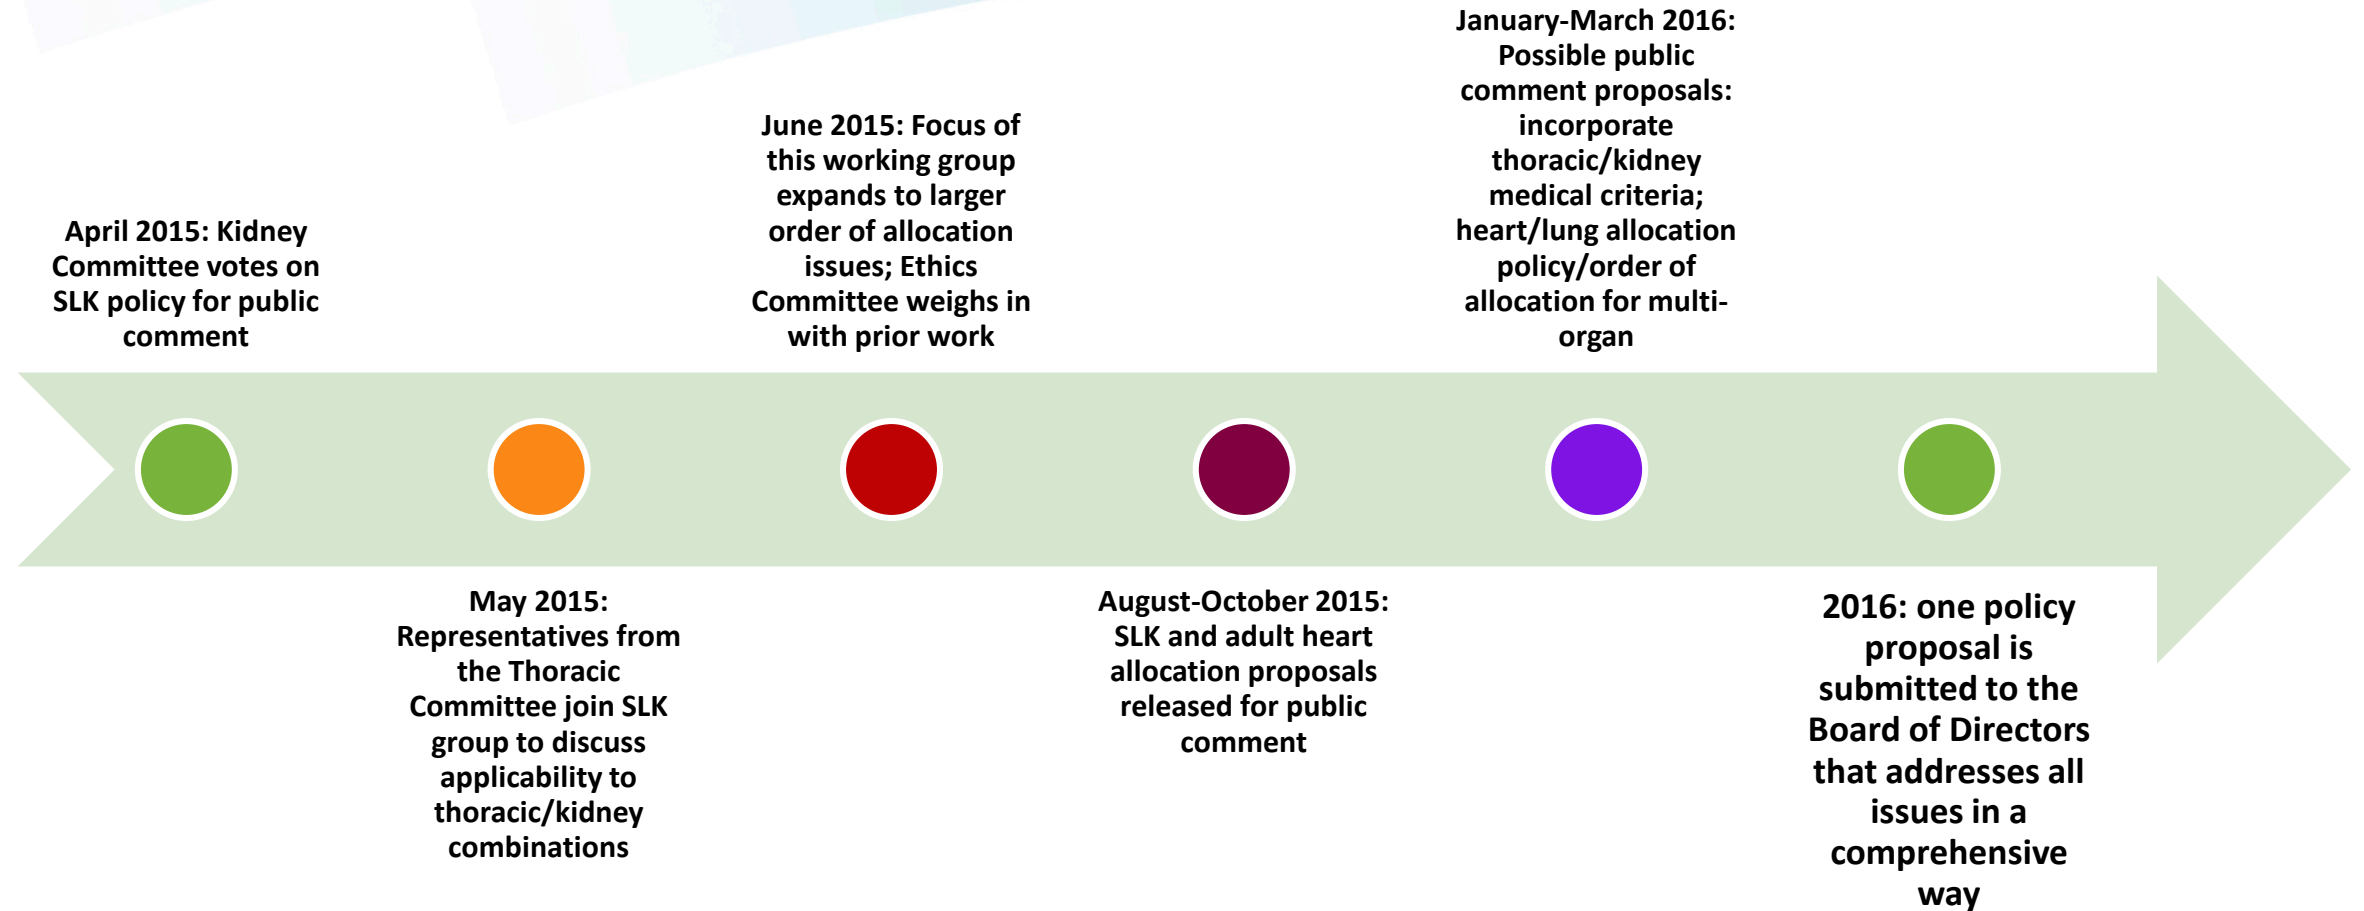 April 2015: Kidney
Committee votes on
SLK policy for public
comment
May 2015:
Representatives from
the Thoracic
Committee join SLK
group to discuss
applicability to
thoracic/kidney
combinations
June 2015: Focus of
this working group
expands to larger
order of allocation
issues; Ethics
Committee weighs in
with prior work
August-October 2015:
SLK and adult heart
allocation proposals
released for public
comment
January-March 2016:
Possible public
comment proposals:
incorporate
thoracic/kidney
medical criteria;
heart/lung allocation
policy/order of
allocation for multi-
organ
2016: one policy
proposal is
submitted to the
Board of Directors
that addresses all
issues in a
comprehensive
way